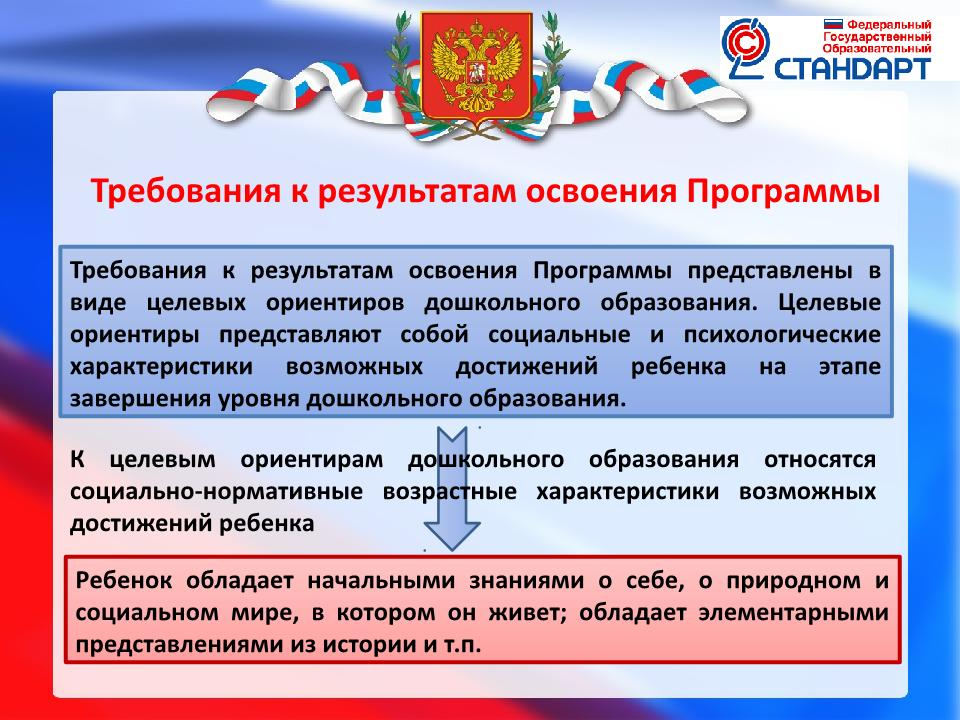 Федеральный
Государственный
Образовательный
СТАНДАРТ
Требования к результатам освоения Программы
Требования к результатам освоения Программы представлены в
виде целевых ориентиров дошкольного образования. Целевые
ориентиры представляют собой социальные и психологические
характеристики возможных достижений ребенка на этапе
завершения уровня дошкольного образования.
К целевым ориентирам дошкольного образования относятся
социально-нормативные возрастные характеристики возможных
достижений ребенка
Ребенок обладает начальными знаниями о себе, о природном и
социальном мире, в котором он живет; обладает элементарными
представлениями из истории и т.п.